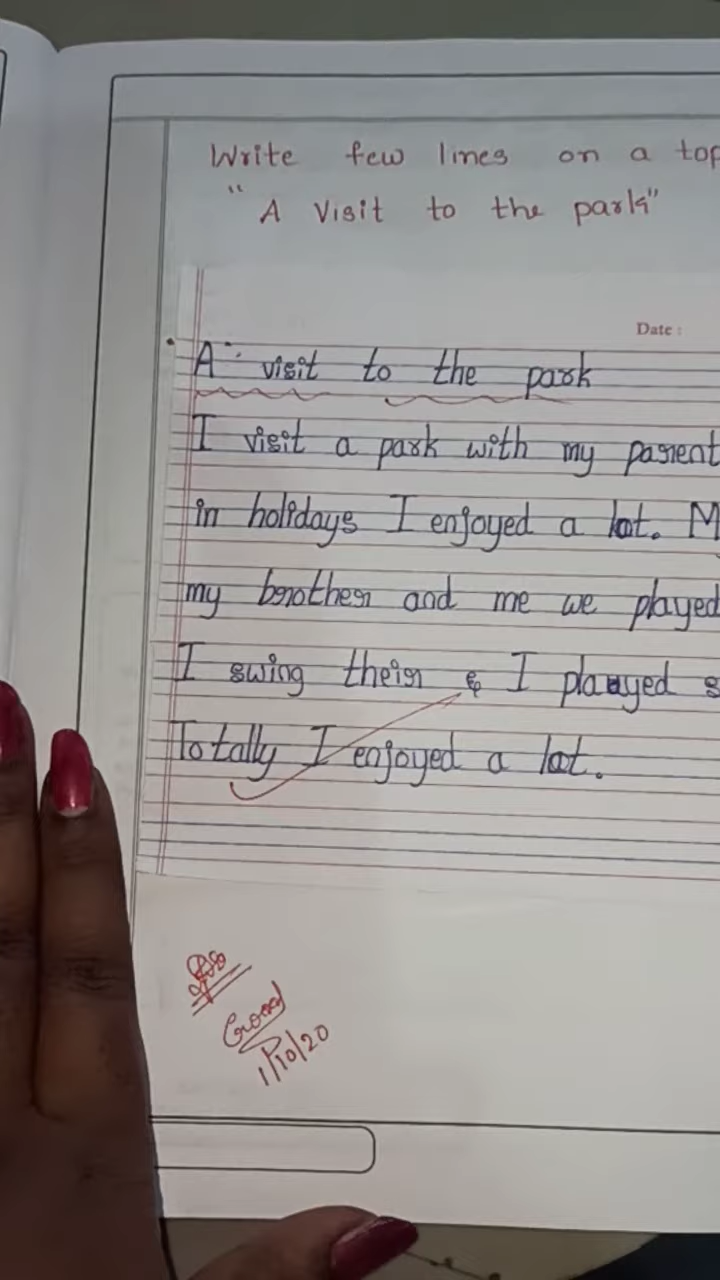 Write few lines on a top
"A Visit to the park"
Date :
A visit to the park
I visit a park with my parent
in holidays I enjoyed a lot. M
my brother and me we played
I swing their & I played s
Totally I enjoyed a lot.
Good
1/10/20